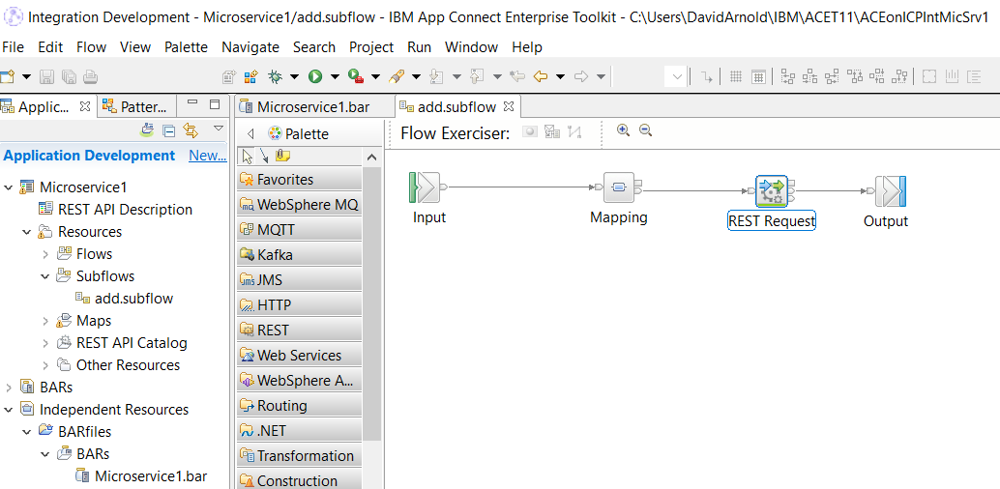 Integration Development - Microservice1/add.subflow - IBM App Connect Enterprise Toolkit - C:\Users\DavidArnold\IBM\ACET11\ACEonICPIntMicSrv1
File Edit Flow View Palette Navigate Search Project Run Window Help
Applic... Patter...
Application Development New...
Microservice1
REST API Description
Resources
Flows
Subflows
add.subflow
Maps
REST API Catalog
Other Resources
BARs
Independent Resources
BARfiles
BARs
Microservice1.bar
Microservice1.bar add.subflow
Palette
Favorites
WebSphere MQ
MQTT
Kafka
JMS
HTTP
REST
Web Services
WebSphere A...
Routing
.NET
Transformation
Construction
Flow Exerciser:
Input Mapping REST Request Output